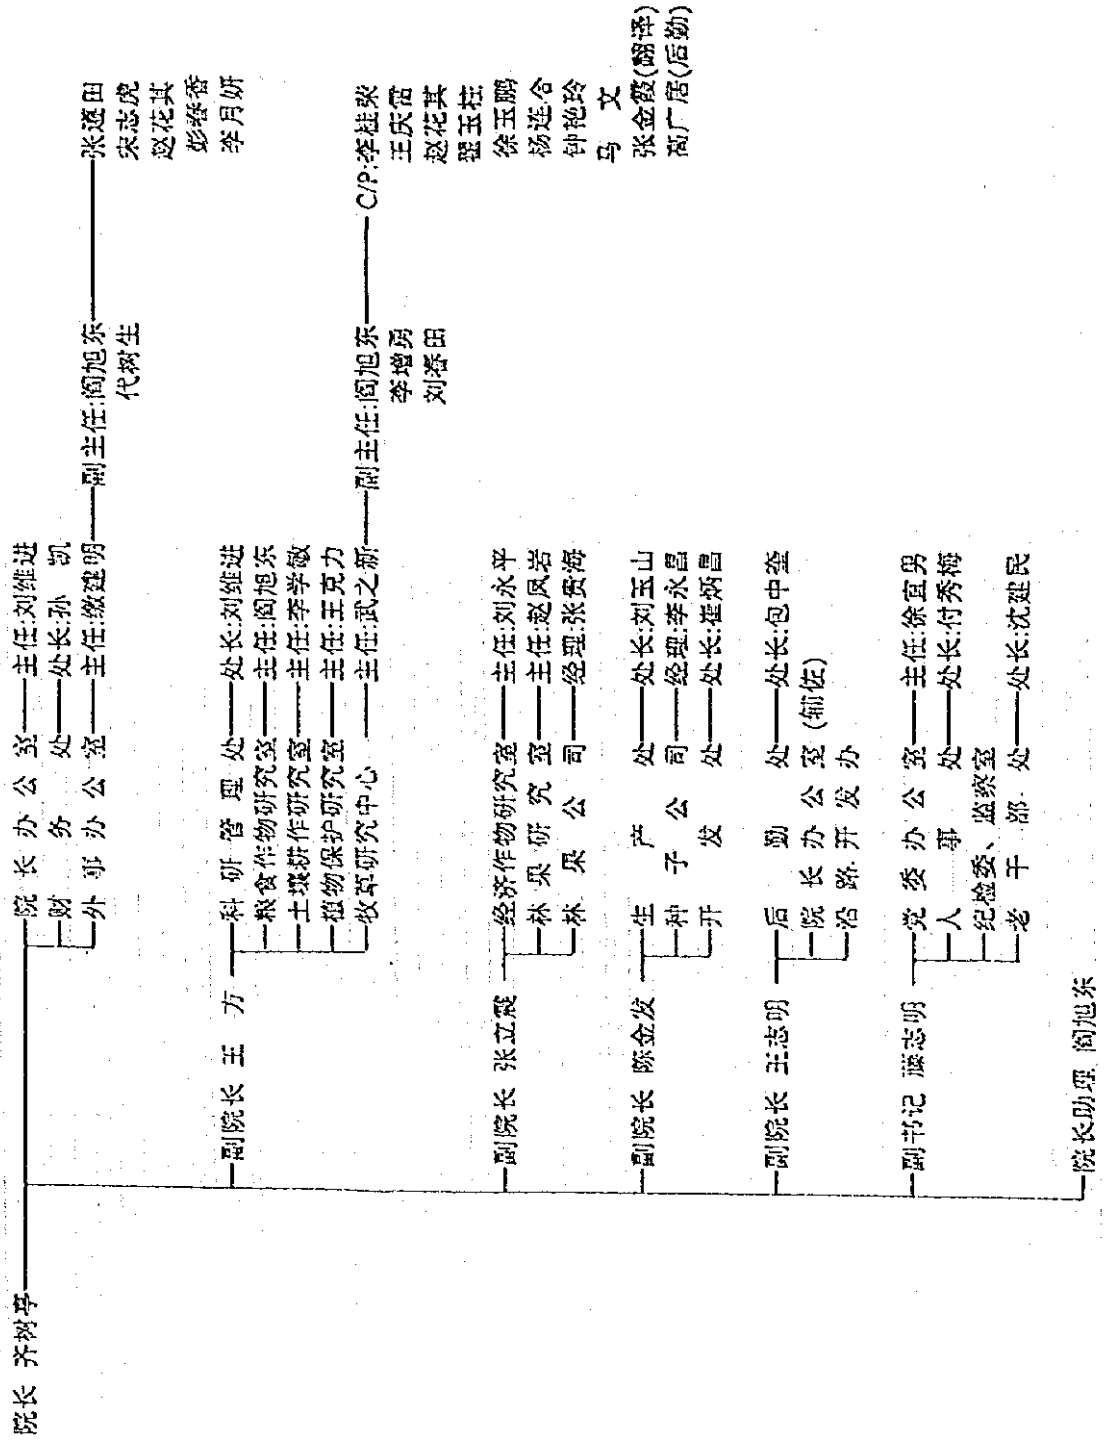 院长 齐树亭
院长办公室 主任:刘维进
财务处 处长:孙 凯
外事办公室 主任:缴建明 副主任:阎旭东 张遵田
代树生 宋志虎
赵花其
彭春香
李月妍
副院长 王 方
科研管理处 处长:刘维进
粮食作物研究室 主任:阎旭东
土壤耕作研究室 主任:李学敏
植物保护研究室 主任:王克力
牧草研究中心 主任:武之新 副主任:阎旭东 C/P:李桂荣
李增勇 王庆雷
刘春田 赵花其
翟玉柱
徐玉鹏
杨连合
钟艳玲
马 文
张金霞(翻译)
高广居(后勤)
副院长 张立震
经济作物研究室 主任:刘永平
林果研究室 主任:赵凤岩
林果公司 经理:张贵海
副院长 陈金发
生产处 处长:刘玉山
种子公司 经理:李永昌
开发处 处长:崔炳昌
副院长 王志明
后勤处 处长:包中奎
院长办公室(辅佐)
沿路开发办
副书记 滕志明
党委办公室 主任:徐宜男
人事处 处长:付秀梅
纪检委、监察室
老干部处 处长:沈建民
院长助理 阎旭东